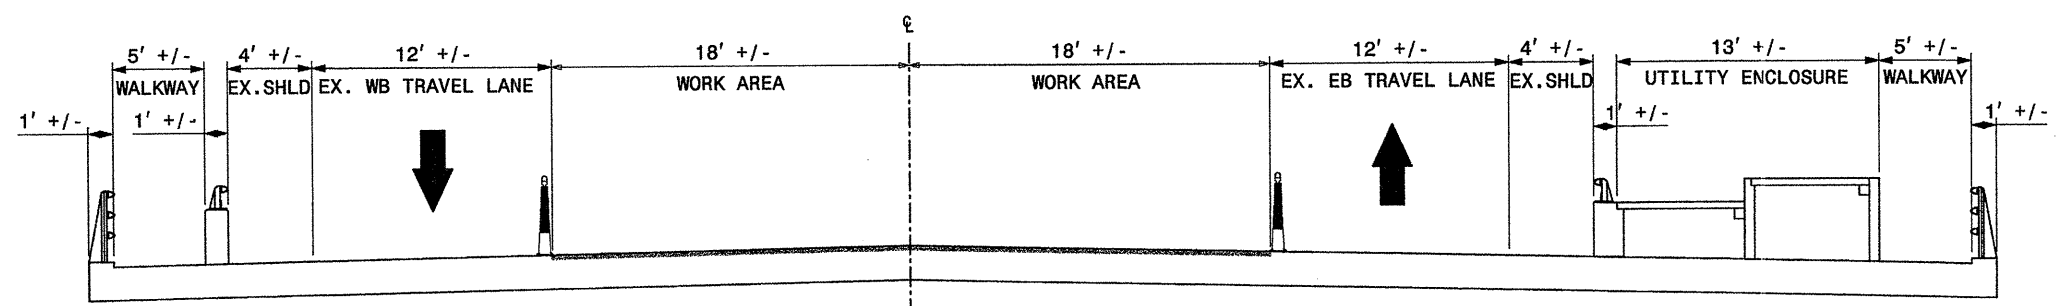 ℄
5' +/- 4' +/- 12' +/- 18' +/- 18' +/- 12' +/- 4' +/- 13' +/- 5' +/-
WALKWAY EX.SHLD EX. WB TRAVEL LANE WORK AREA WORK AREA EX. EB TRAVEL LANE EX.SHLD UTILITY ENCLOSURE WALKWAY
1' +/- 1' +/- 1' +/- 1' +/-